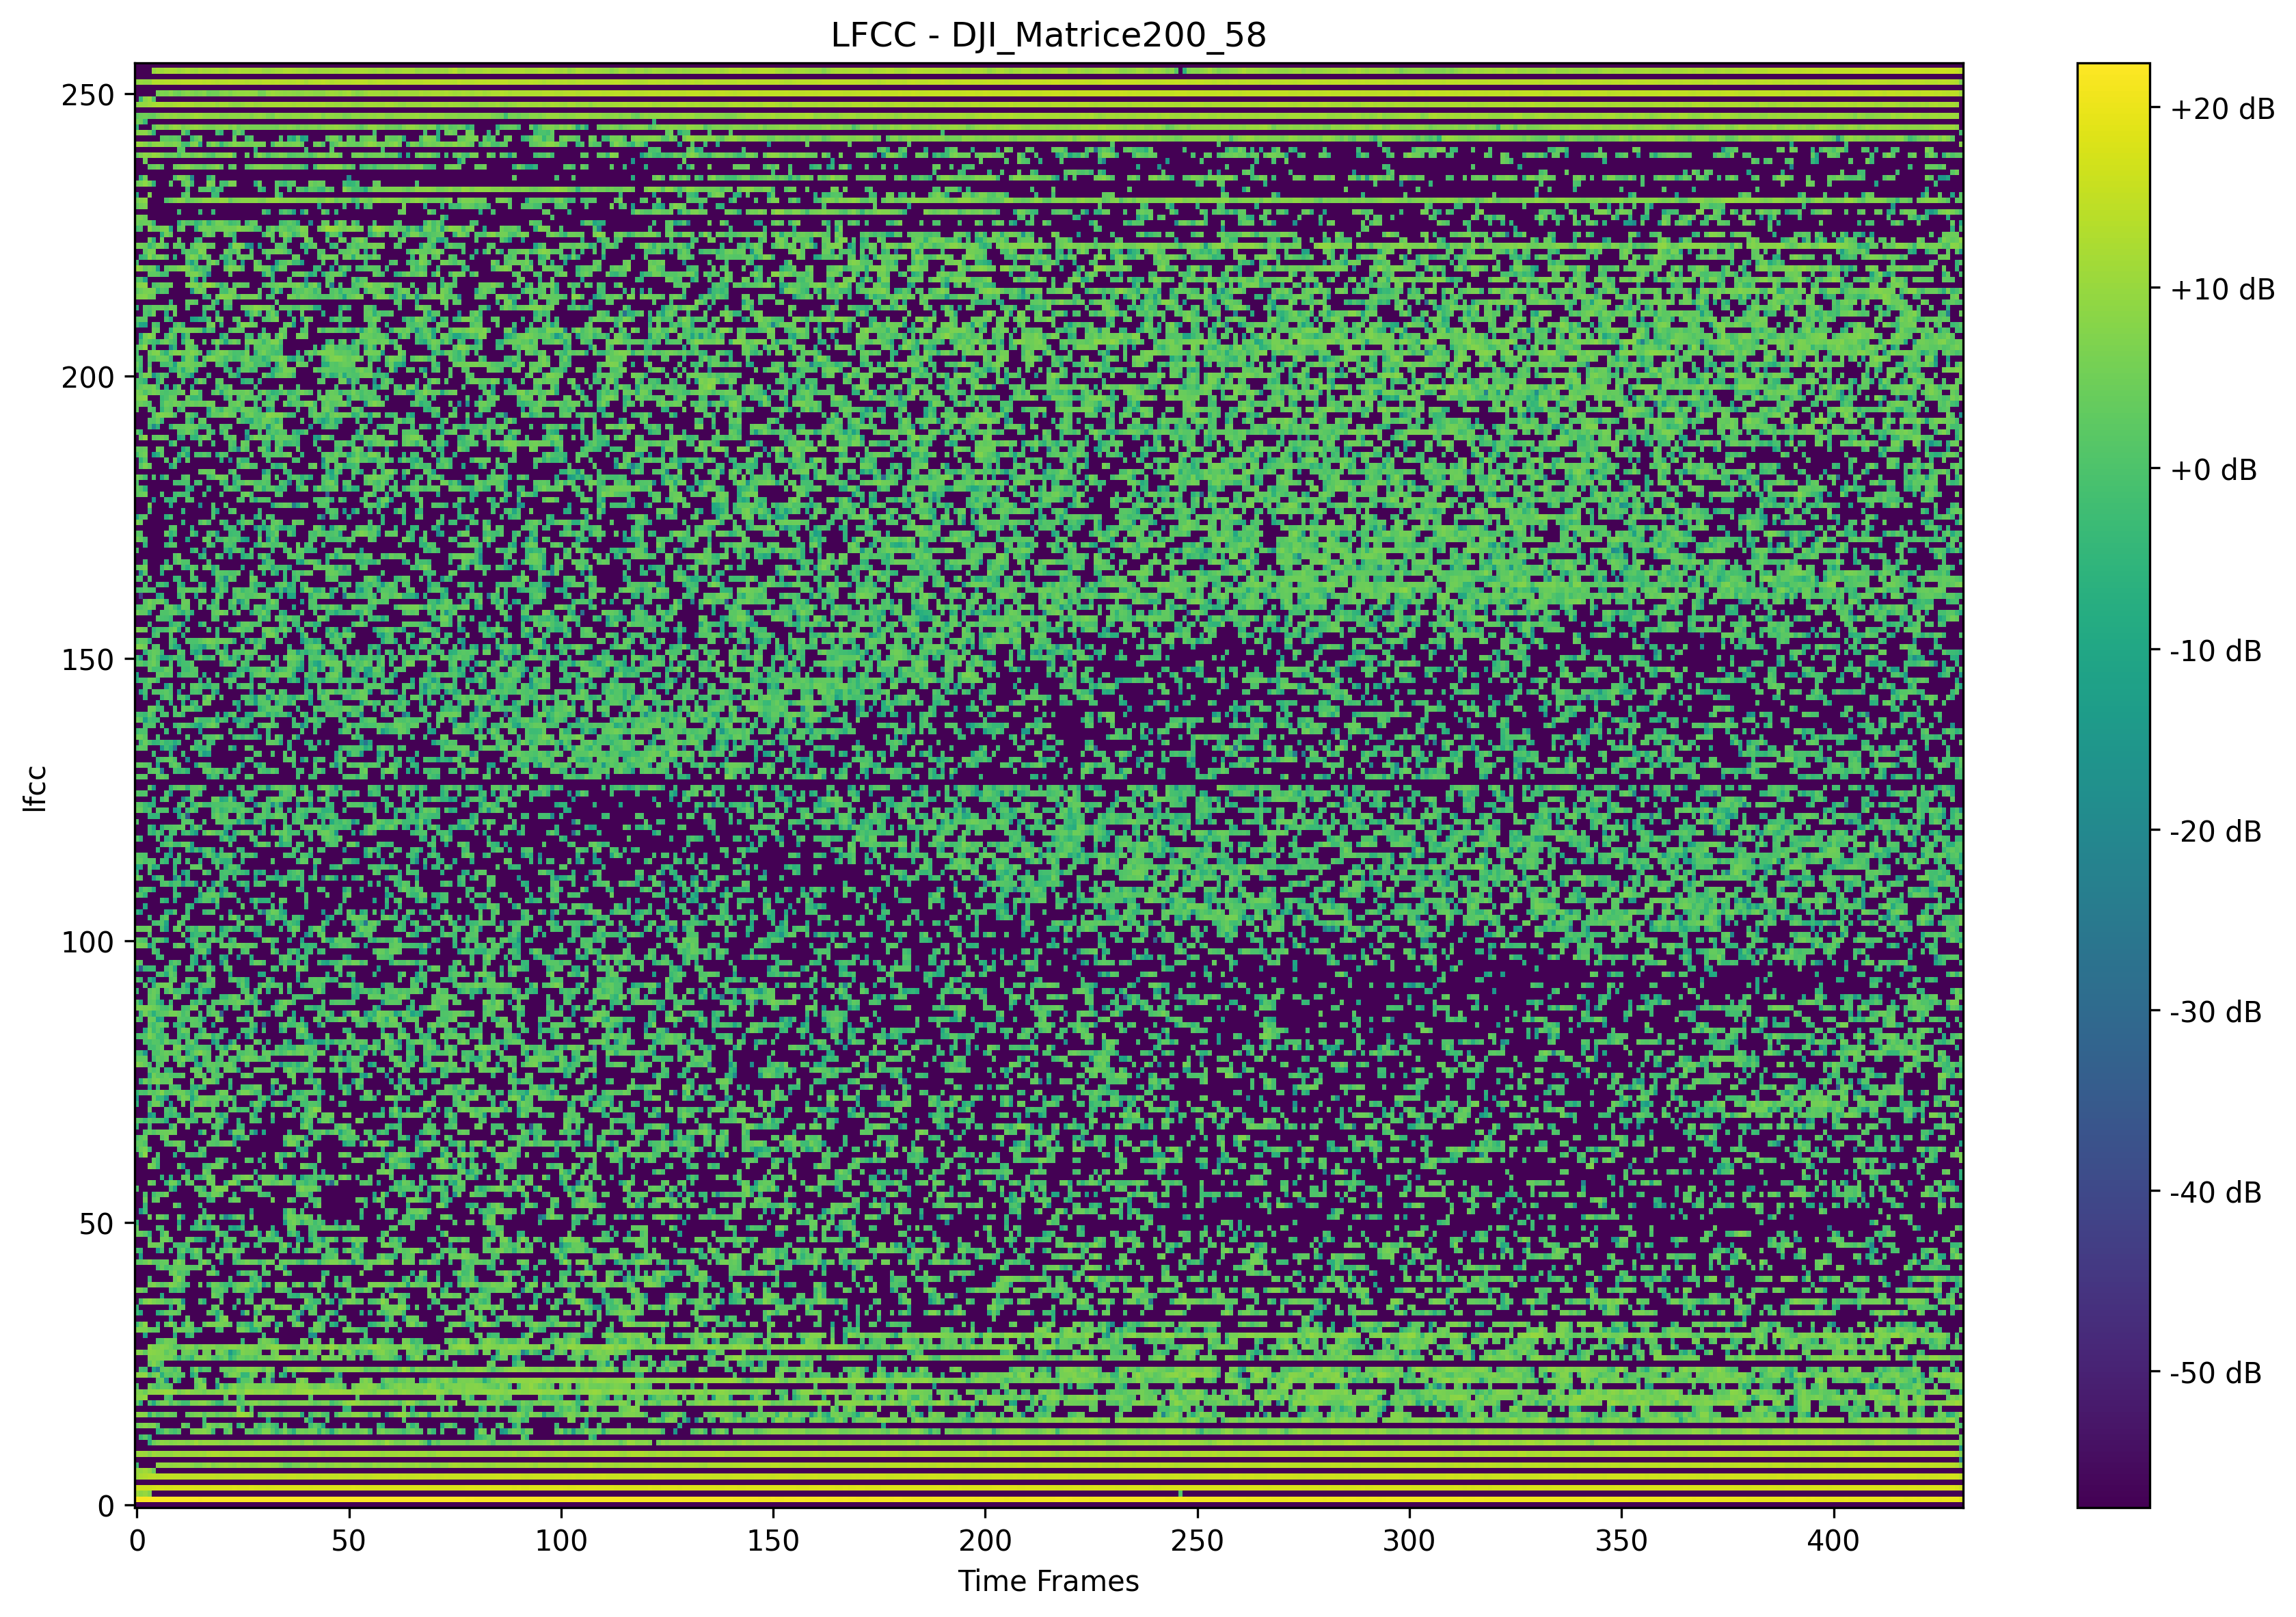 LFCC - DJI_Matrice200_58
250
200
150
100
50
0
lfcc
0 50 100 150 200 250 300 350 400
Time Frames
+20 dB
+10 dB
+0 dB
-10 dB
-20 dB
-30 dB
-40 dB
-50 dB